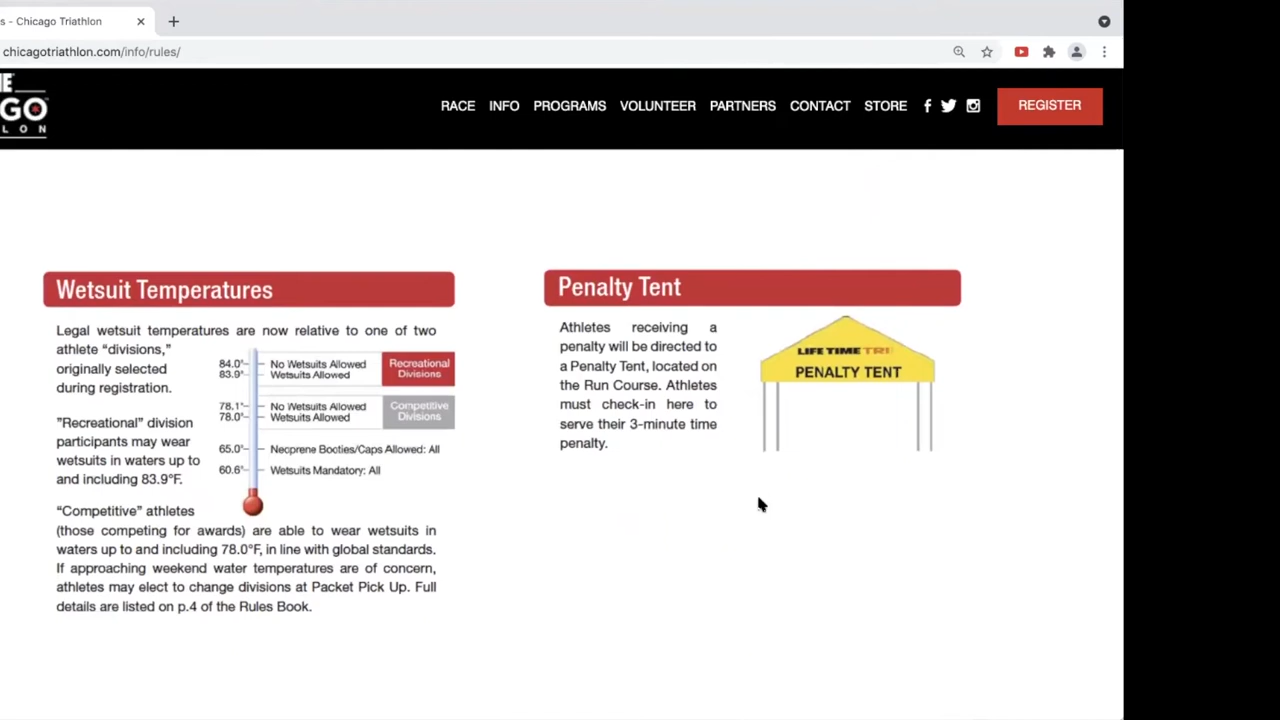 s - Chicago Triathlon
chicagotriathlon.com/info/rules/
GO
LON
RACE INFO PROGRAMS VOLUNTEER PARTNERS CONTACT STORE REGISTER
Wetsuit Temperatures
Legal wetsuit temperatures are now relative to one of two
athlete “divisions,”
originally selected
during registration.
"Recreational” division
participants may wear
wetsuits in waters up to
and including 83.9°F.
84.0°- No Wetsuits Allowed
83.9°- Wetsuits Allowed
Recreational
Divisions
78.1°- No Wetsuits Allowed
78.0°- Wetsuits Allowed
Competitive
Divisions
65.0°- Neoprene Booties/Caps Allowed: All
60.6°- Wetsuits Mandatory: All
“Competitive” athletes
(those competing for awards) are able to wear wetsuits in
waters up to and including 78.0°F, in line with global standards.
If approaching weekend water temperatures are of concern,
athletes may elect to change divisions at Packet Pick Up. Full
details are listed on p.4 of the Rules Book.
Penalty Tent
Athletes receiving a
penalty will be directed to
a Penalty Tent, located on
the Run Course. Athletes
must check-in here to
serve their 3-minute time
penalty.
LIFE TIME TRI
PENALTY TENT